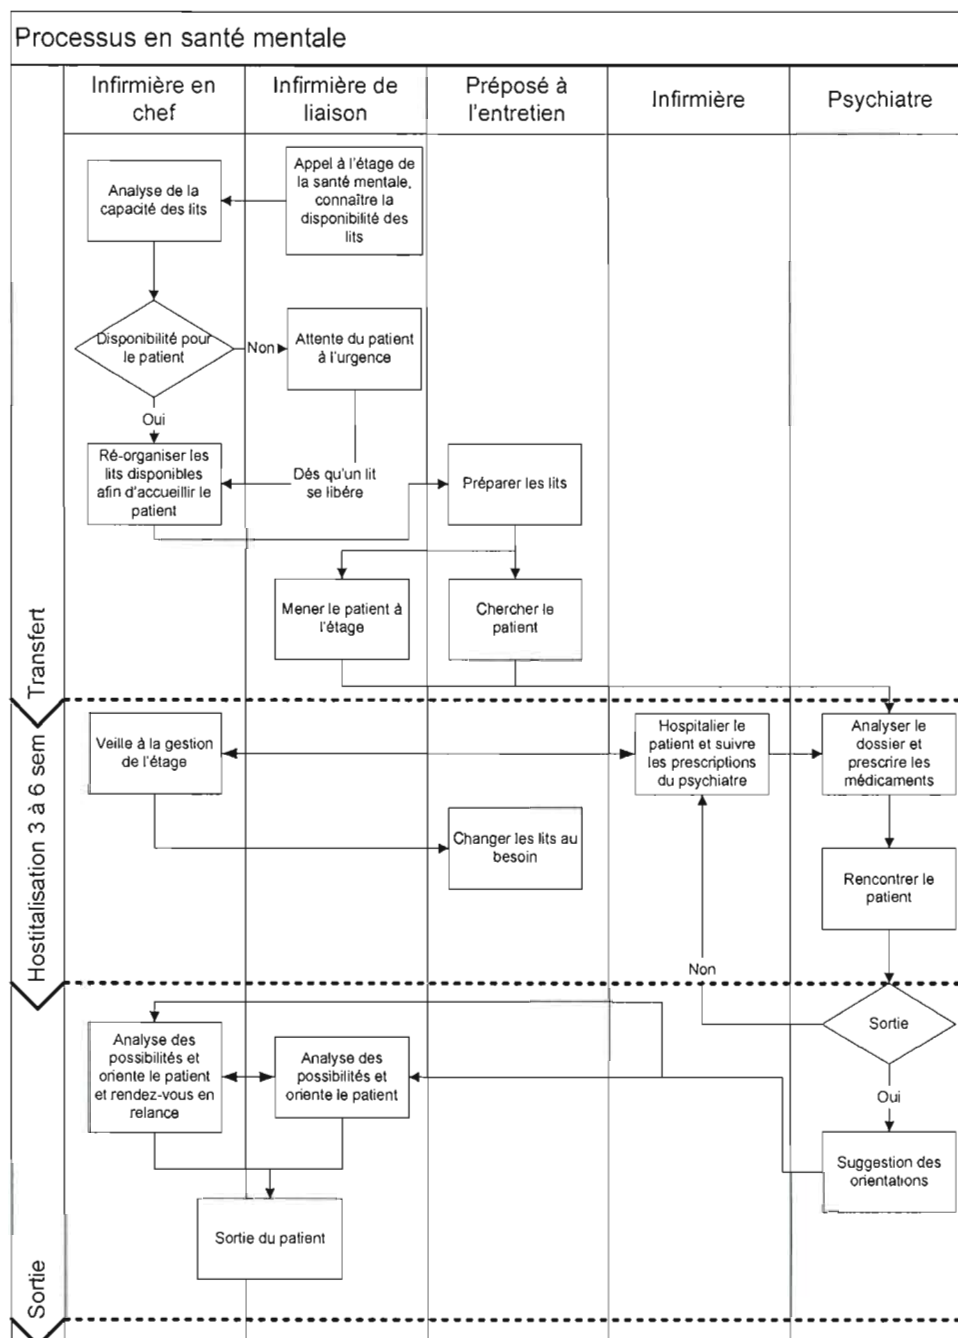 Processus en santé mentale
Infirmière en
chef
Infirmière de
liaison
Préposé à
l'entretien
Infirmière
Psychiatre
Analyse de la
capacité des lits
Appel à l'étage de
la santé mentale,
connaître la
disponibilité des
lits
Disponibilité pour
le patient
Non
Attente du patient
à l'urgence
Oui
Ré-organiser les
lits disponibles
afin d'accueillir le
patient
Dés qu'un lit
se libére
Préparer les lits
Mener le patient à
l'étage
Chercher le
patient
Transfert
Veille à la gestion
de l'étage
Hospitalier le
patient et suivre
les prescriptions
du psychiatre
Analyser le
dossier et
prescrire les
médicaments
Changer les lits au
besoin
Rencontrer le
patient
Hostitalisation 3 à 6 sem
Non
Sortie
Analyse des
possibilités et
oriente le patient
et rendez-vous en
relance
Analyse des
possibilités et
oriente le patient
Oui
Suggestion des
orientations
Sortie du patient
Sortie